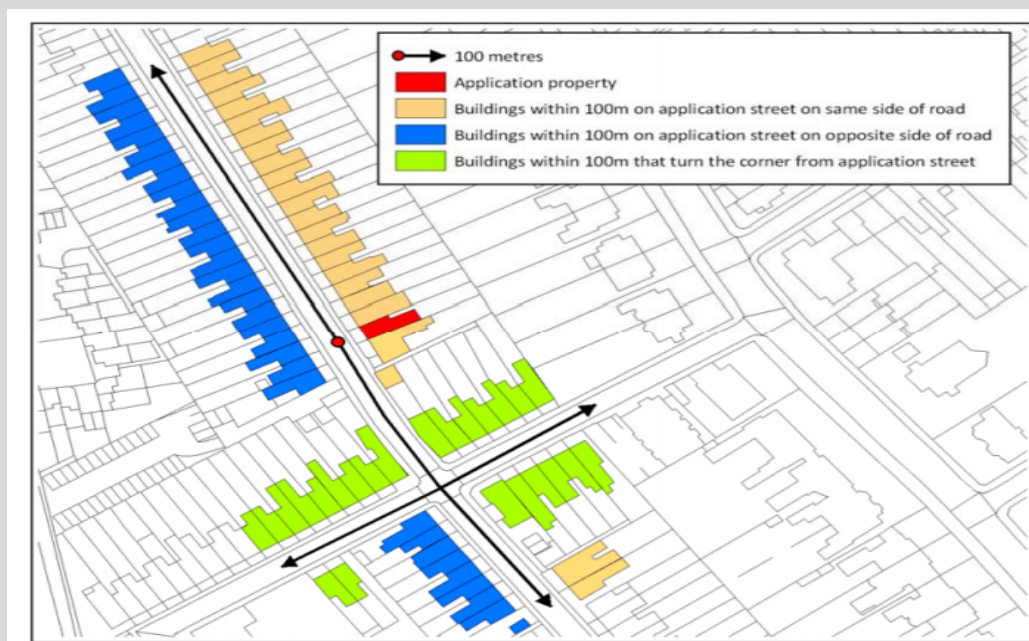 100 metres
Application property
Buildings within 100m on application street on same side of road
Buildings within 100m on application street on opposite side of road
Buildings within 100m that turn the corner from application street